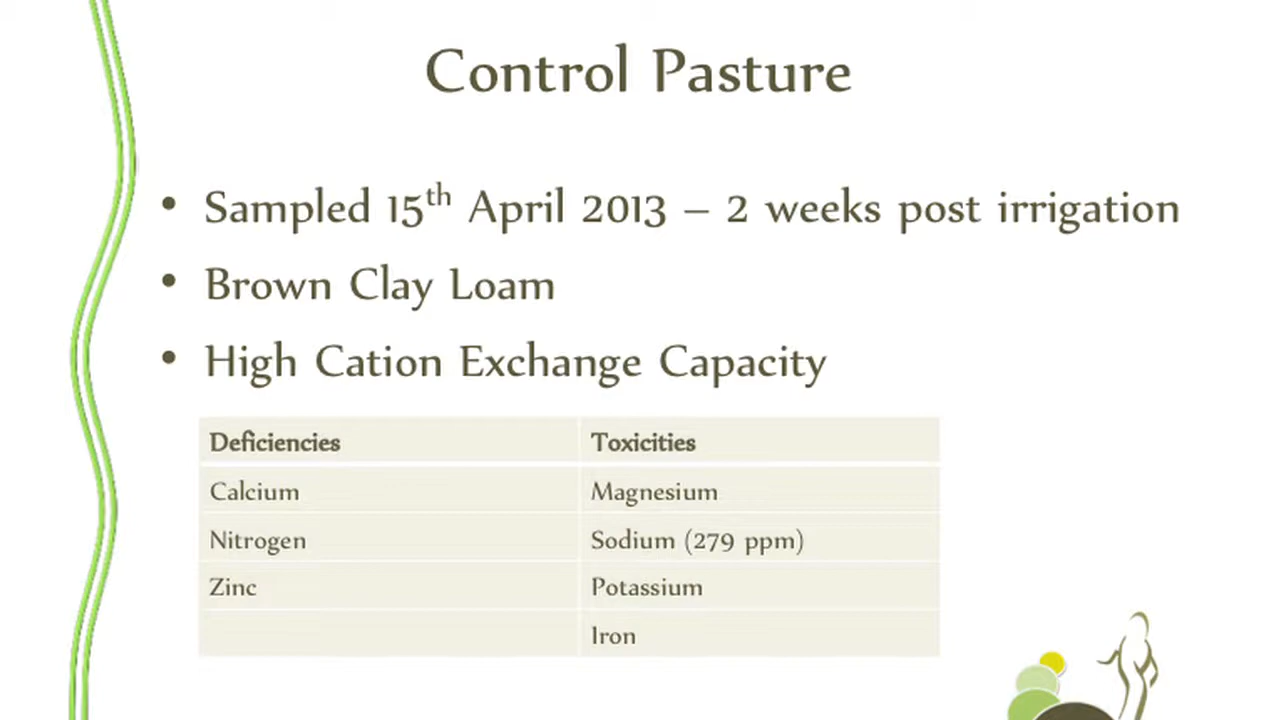 Control Pasture
• Sampled 15th April 2013 – 2 weeks post irrigation
• Brown Clay Loam
• High Cation Exchange Capacity
Deficiencies Toxicities
Calcium Magnesium
Nitrogen Sodium (279 ppm)
Zinc Potassium
Iron